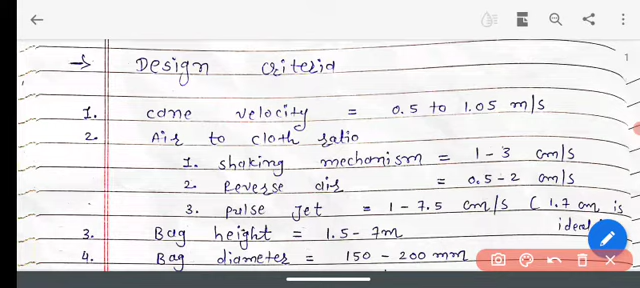 → Design criteria
1. cane velocity = 0.5 to 1.05 m/s
2. Air to cloth ratio
1. Shaking mechanism = 1 - 3 cm/s
2. Reverse air = 0.5 - 2 cm/s
3. Pulse Jet = 1 - 7.5 cm/s ( 1.7 cm is
ideal
3. Bag height = 1.5 - 7m
4. Bag diameter = 150 - 200 mm
1